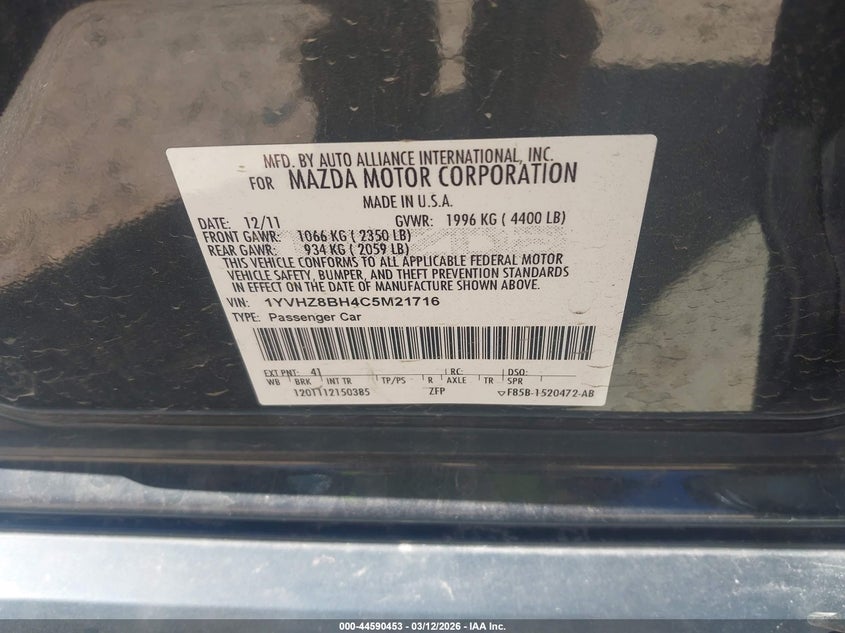 MFD. BY AUTO ALLIANCE INTERNATIONAL, INC.
FOR MAZDA MOTOR CORPORATION
MADE IN U.S.A.
DATE: 12/11 GVWR: 1996 KG ( 4400 LB)
FRONT GAWR: 1066 KG ( 2350 LB)
REAR GAWR: 934 KG ( 2059 LB)
THIS VEHICLE CONFORMS TO ALL APPLICABLE FEDERAL MOTOR
VEHICLE SAFETY, BUMPER, AND THEFT PREVENTION STANDARDS
IN EFFECT ON THE DATE OF MANUFACTURE SHOWN ABOVE.
VIN: 1YVHZ8BH4C5M21716
TYPE: Passenger Car
EXT PNT: 41 RC: DSO:
WB BRK INT TR TP/PS R AXLE TR SPR
1201112150385 ZFP F85B-1520472-AB
000-44590453 - 03/12/2026 - IAA Inc.